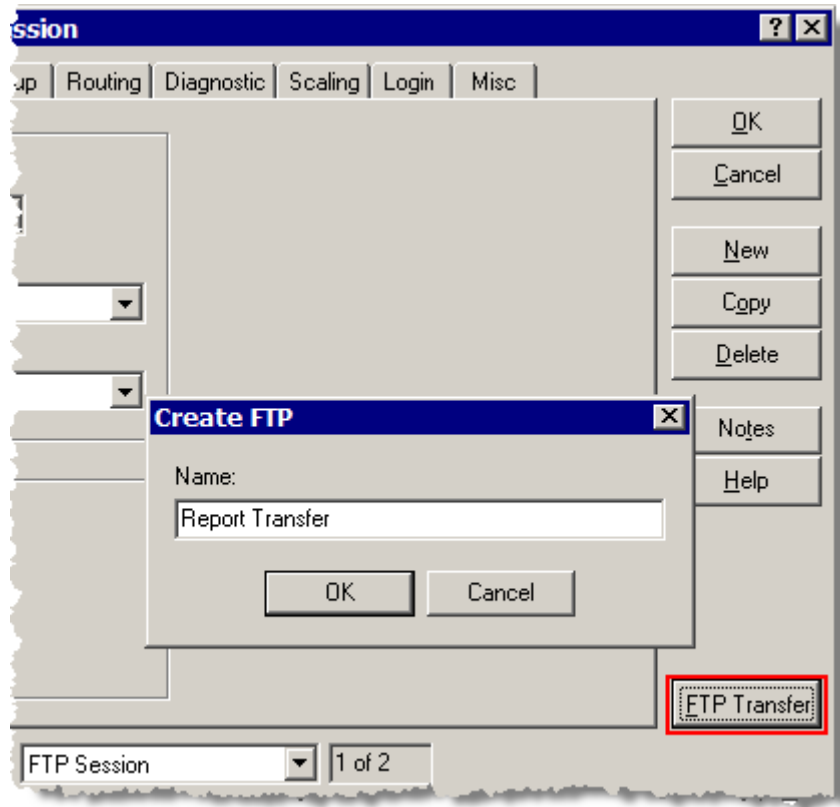 ssion
up Routing Diagnostic Scaling Login Misc
OK
Cancel
New
Copy
Delete
Notes
Help
Create FTP
Name:
Report Transfer
OK Cancel
FTP Transfer
FTP Session 1 of 2